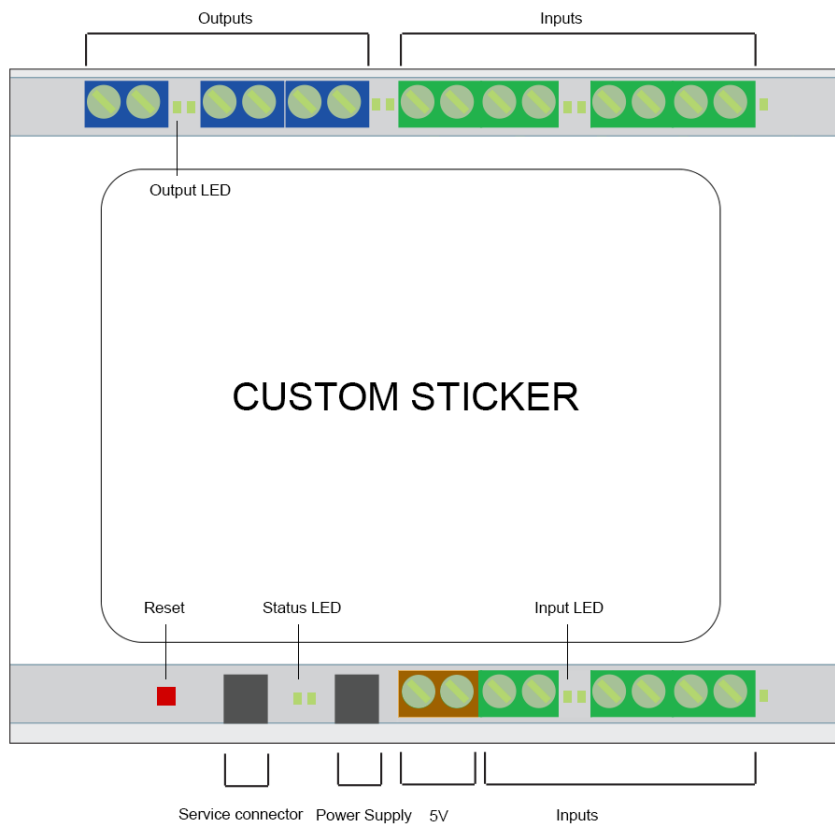 Outputs
Inputs
Output LED
CUSTOM STICKER
Reset
Status LED
Input LED
Service connector
Power Supply
5V
Inputs